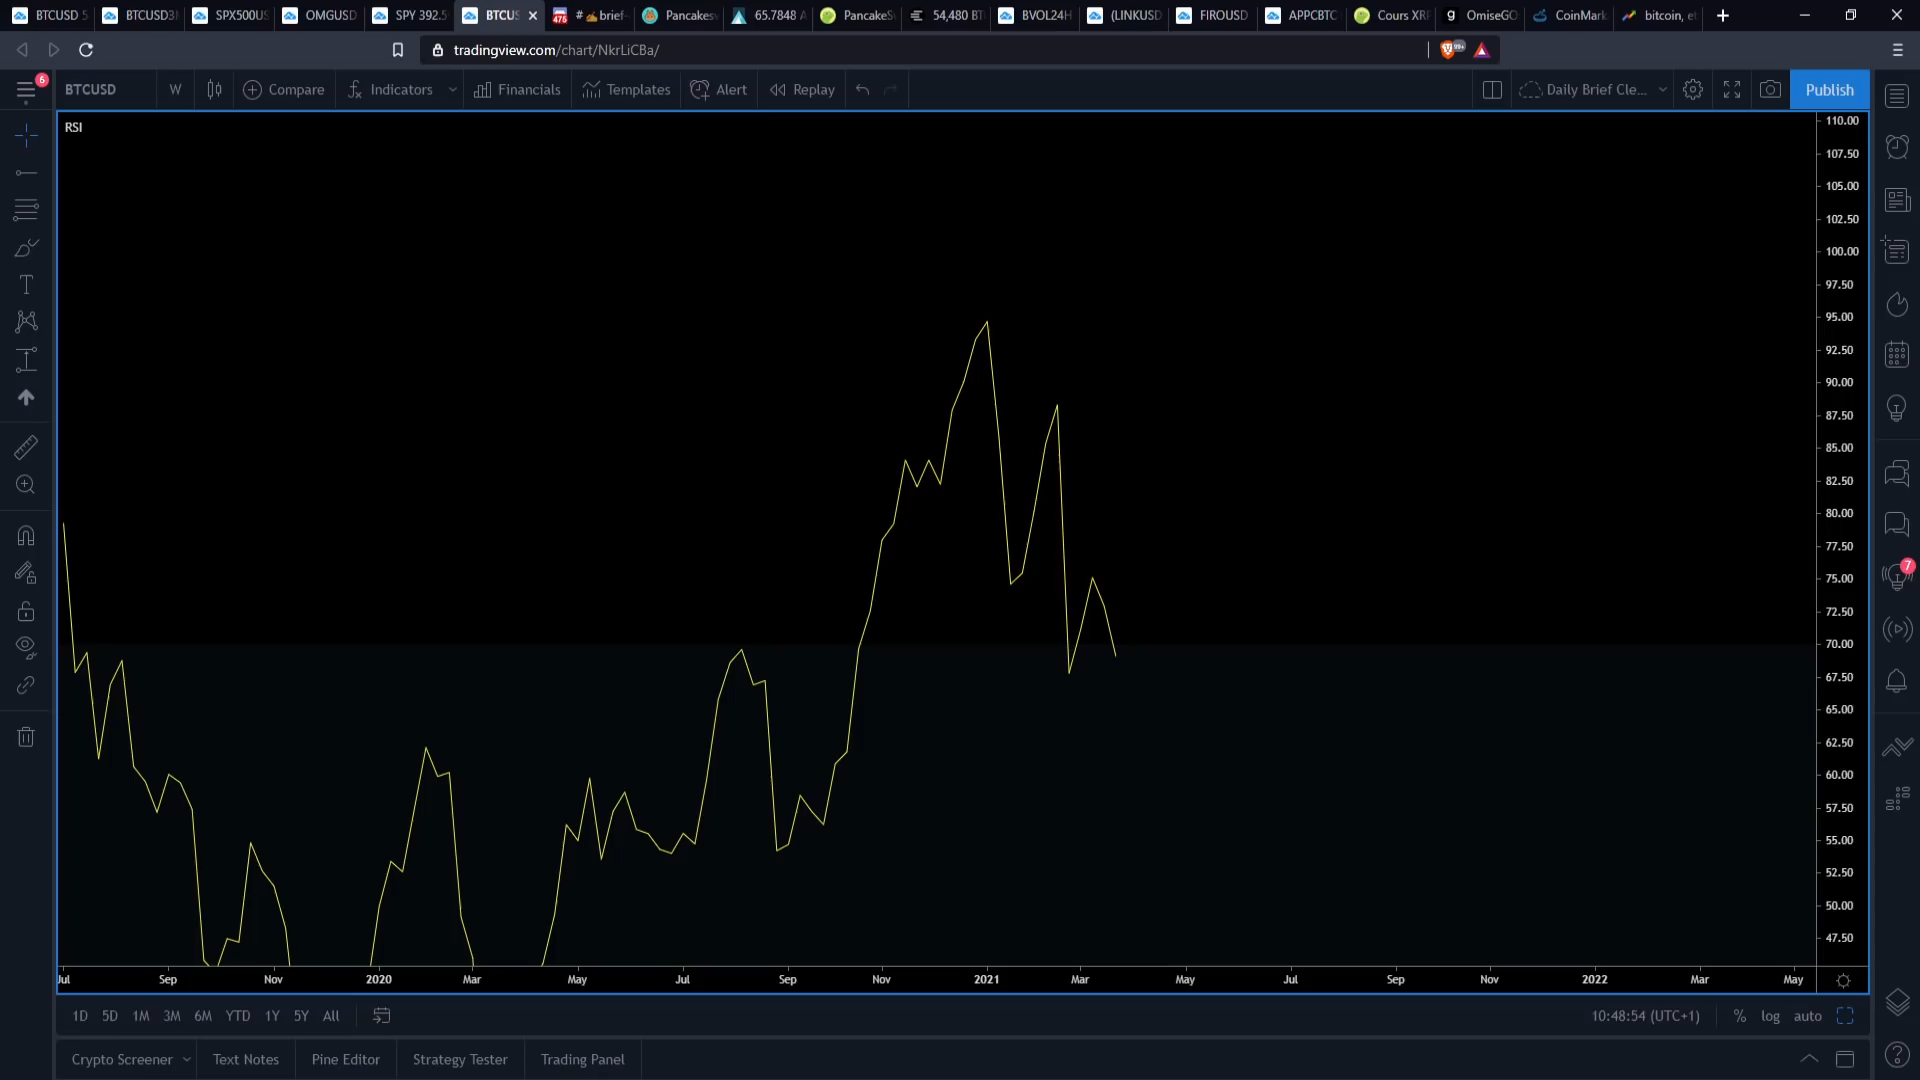 BTCUSD 5
BTCUSD3
SPX500US
OMGUSD
SPY 392.5
BTCUS
475
# brief-
Pancakes
65.7848
PancakeS
54,480 BT
BVOL24H
(LINKUSD
FIROUSD
APPCBTC
Cours XRP
OmiseGO
CoinMark
bitcoin, et
tradingview.com/chart/NkrLiCBa/
99+
6
BTCUSD
W
Compare
Indicators
Financials
Templates
Alert
Replay
Daily Brief Cle...
Publish
RSI
110.00
107.50
105.00
102.50
100.00
97.50
95.00
92.50
90.00
87.50
85.00
82.50
80.00
77.50
75.00
72.50
70.00
67.50
65.00
62.50
60.00
57.50
55.00
52.50
50.00
47.50
7
Jul Sep Nov 2020 Mar May Jul Sep Nov 2021 Mar May Jul Sep Nov 2022 Mar May
1D 5D 1M 3M 6M YTD 1Y 5Y All
10:48:54 (UTC+1) % log auto
Crypto Screener Text Notes Pine Editor Strategy Tester Trading Panel